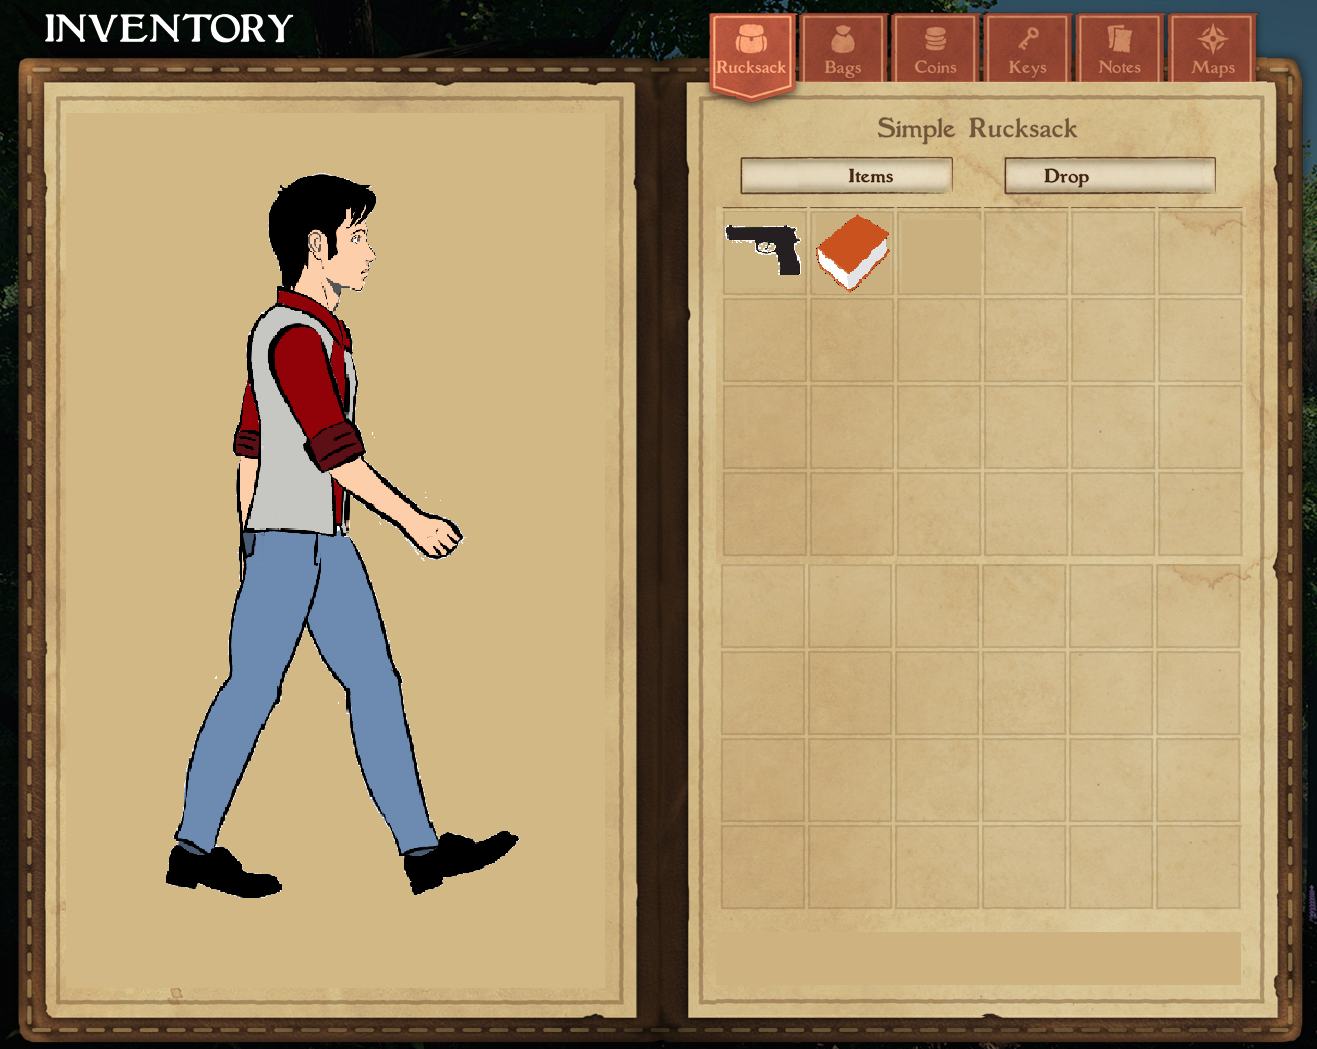 INVENTORY
Rucksack
Bags
Coins
Keys
Notes
Maps
Simple Rucksack
Items
Drop